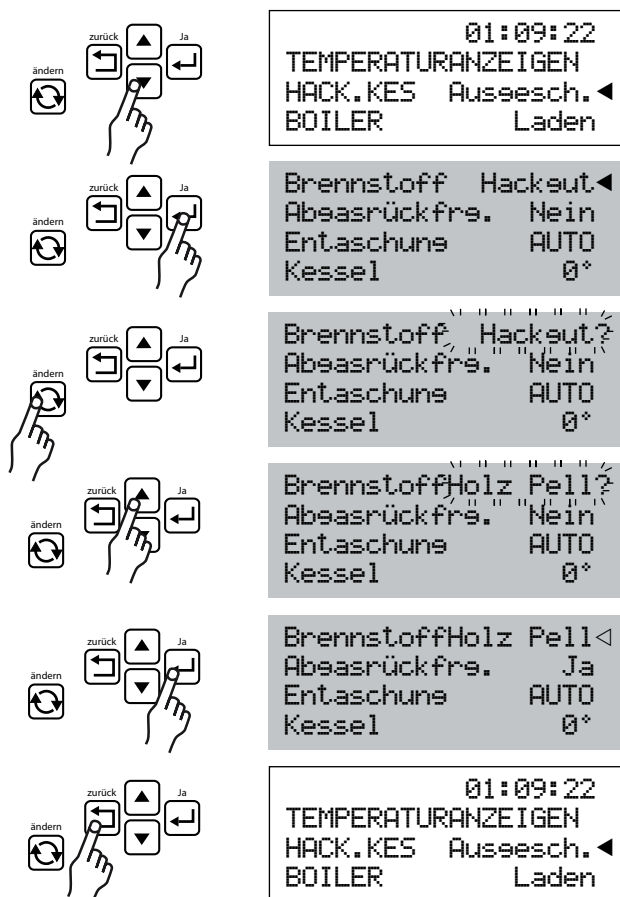 zurück Ja
ändern
01:09:22
TEMPERATURANZEIGEN
HACK.KES Ausgesch.
BOILER Laden
zurück Ja
ändern
Brennstoff Hackgut
Abgasrückfrg. Nein
Entaschung AUTO
Kessel 0°
zurück Ja
ändern
Brennstoff Hackgut?
Abgasrückfrg. Nein
Entaschung AUTO
Kessel 0°
zurück Ja
ändern
BrennstoffHolz Pell?
Abgasrückfrg. Nein
Entaschung AUTO
Kessel 0°
zurück Ja
ändern
BrennstoffHolz Pell
Abgasrückfrg. Ja
Entaschung AUTO
Kessel 0°
zurück Ja
ändern
01:09:22
TEMPERATURANZEIGEN
HACK.KES Ausgesch.
BOILER Laden